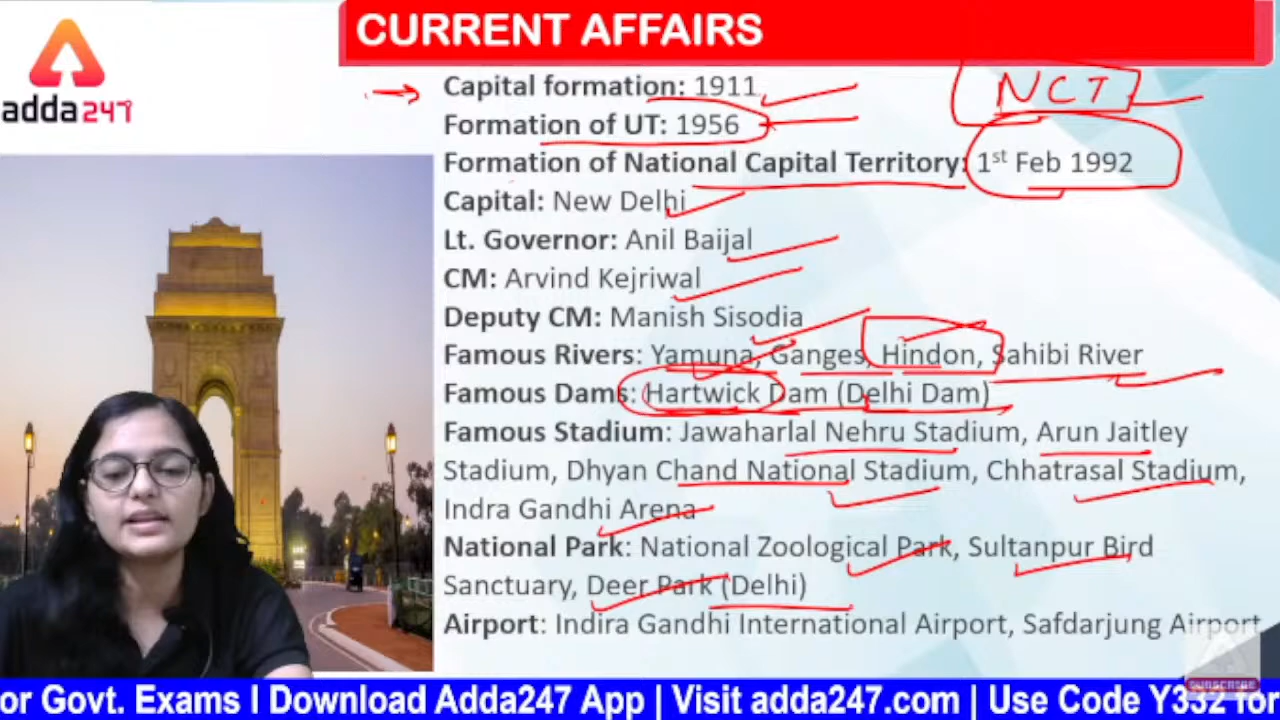 CURRENT AFFAIRS
adda247
Capital formation: 1911
NCT
Formation of UT: 1956
Formation of National Capital Territory: 1st Feb 1992
Capital: New Delhi
Lt. Governor: Anil Baijal
CM: Arvind Kejriwal
Deputy CM: Manish Sisodia
Famous Rivers: Yamuna, Ganges, Hindon, Sahibi River
Famous Dams: Hartwick Dam (Delhi Dam)
Famous Stadium: Jawaharlal Nehru Stadium, Arun Jaitley
Stadium, Dhyan Chand National Stadium, Chhatrasal Stadium,
Indra Gandhi Arena
National Park: National Zoological Park, Sultanpur Bird
Sanctuary, Deer Park (Delhi)
Airport: Indira Gandhi International Airport, Safdarjung Airport
SUBSCRIBE
or Govt. Exams I Download Adda247 App | Visit adda247.com | Use Code Y332 for